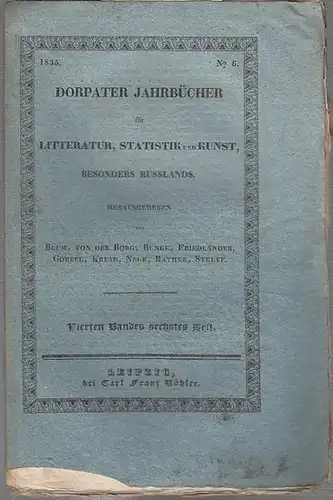 1835. No 6.
DORPATER JAHRBÜCHER
für
LITTERATUR, STATISTIK UND KUNST,
BESONDERS RUSSLANDS.
HERAUSGEGEBEN
VON
BLUM, VON DER BORG, BUNGE, FRIEDLÄNDER,
GOEBEL, KRUSE, NEUE, RATHKE, STRUVE.
Vierten Bandes sechstes Heft.
LEIPZIG,
bei Carl Franz Köhler.